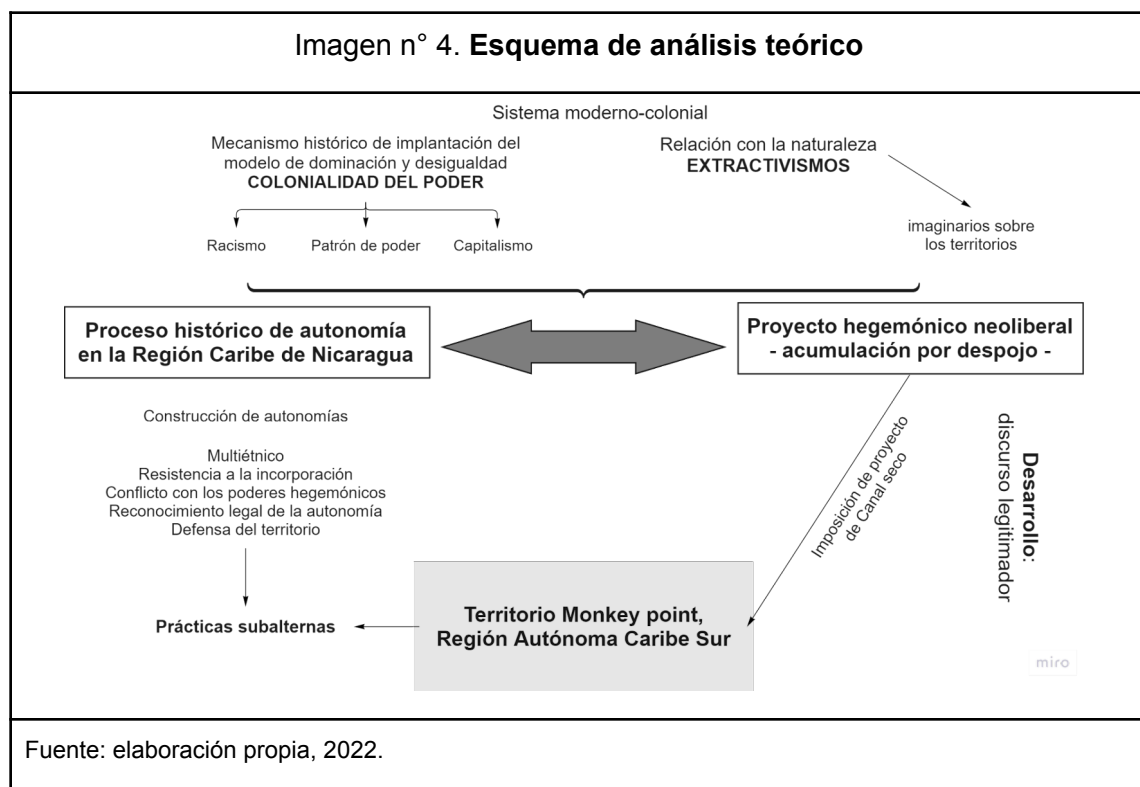 Imagen n° 4. Esquema de análisis teórico
Sistema moderno-colonial
Mecanismo histórico de implantación del
modelo de dominación y desigualdad
COLONIALIDAD DEL PODER
Relación con la naturaleza
EXTRACTIVISMOS
Racismo
Patrón de poder
Capitalismo
imaginarios sobre
los territorios
Proceso histórico de autonomía
en la Región Caribe de Nicaragua
Proyecto hegemónico neoliberal
- acumulación por despojo -
Construcción de autonomías
Multiétnico
Resistencia a la incorporación
Conflicto con los poderes hegemónicos
Reconocimiento legal de la autonomía
Defensa del territorio
Imposición de proyecto
de Canal seco
Desarrollo:
discurso legitimador
Prácticas subalternas
Territorio Monkey point,
Región Autónoma Caribe Sur
miro
Fuente: elaboración propia, 2022.